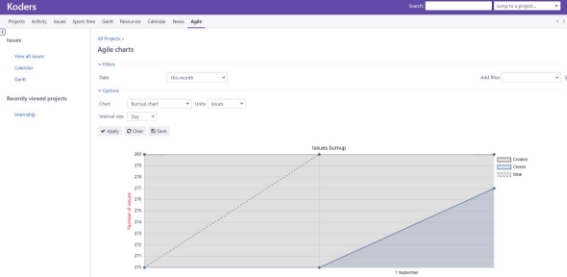 Koders
Search:
Jump to a project...
Projects Activity Issues Spent time Gantt Resources Calendar News Agile
Issues
View all issues
Calendar
Gantt
Recently viewed projects
Internship
All Projects »
Agile charts
Filters
Date this month Add filter
Options
Chart Burnup chart Units Issues
Interval size Day
Apply Clear Save
Issues burnup
Number of issues
280
279
278
277
276
275
274
273
272
271
270
1 September
Created
Closed
Ideal